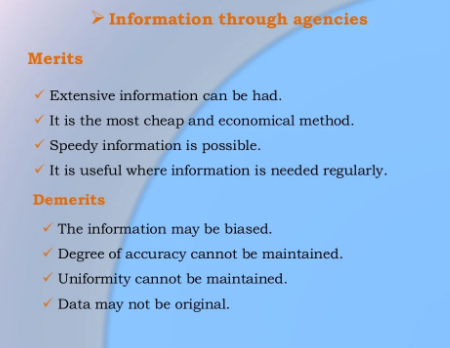 ➢ Information through agencies
Merits
✓ Extensive information can be had.
✓ It is the most cheap and economical method.
✓ Speedy information is possible.
✓ It is useful where information is needed regularly.
Demerits
✓ The information may be biased.
✓ Degree of accuracy cannot be maintained.
✓ Uniformity cannot be maintained.
✓ Data may not be original.